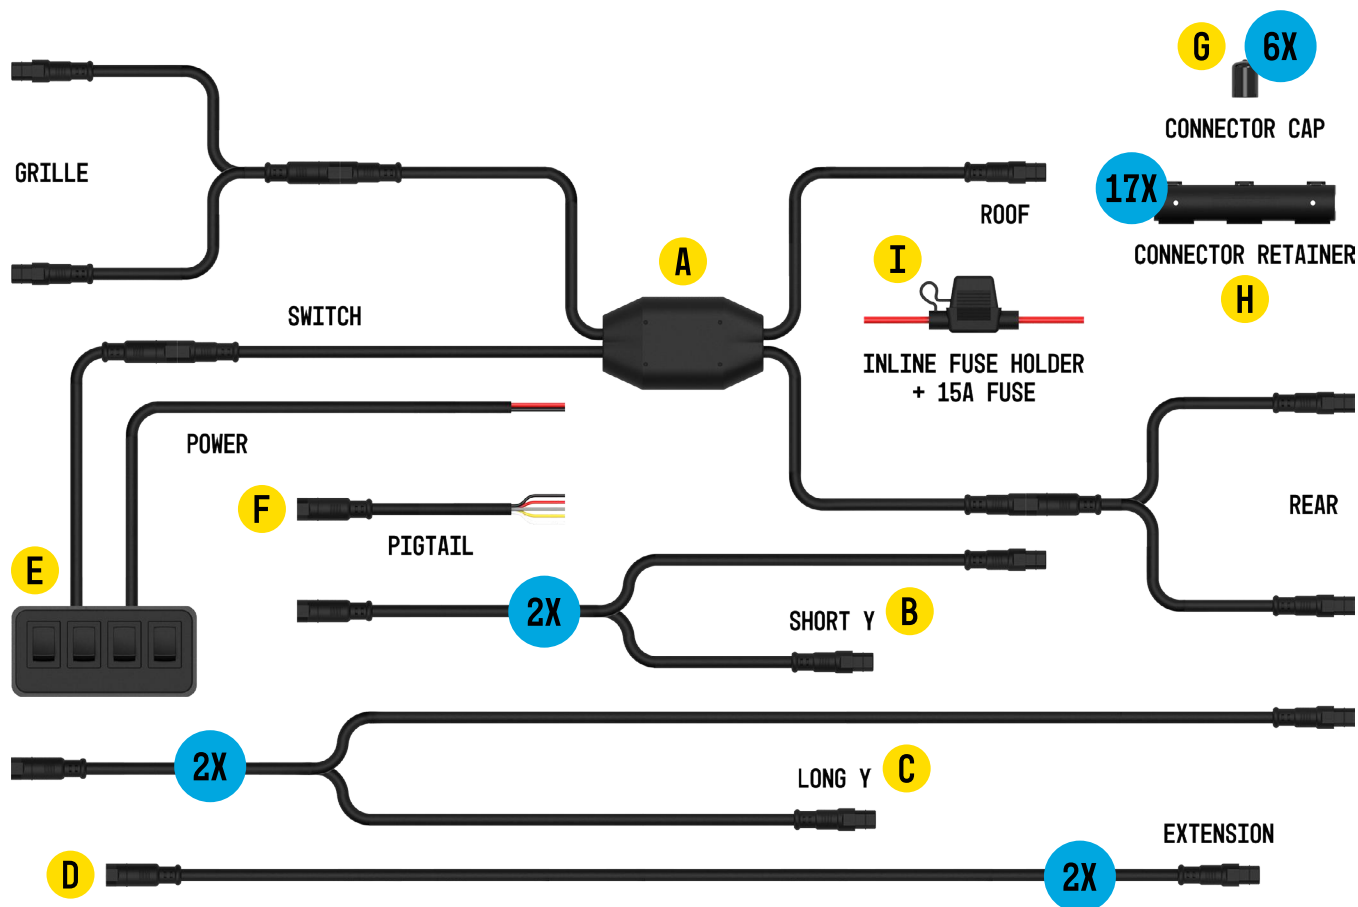 G
6X
CONNECTOR CAP
GRILLE
17X
ROOF
A
I
CONNECTOR RETAINER
H
SWITCH
INLINE FUSE HOLDER
+ 15A FUSE
POWER
F
REAR
PIGTAIL
E
2X
SHORT Y
B
2X
LONG Y
C
EXTENSION
D
2X